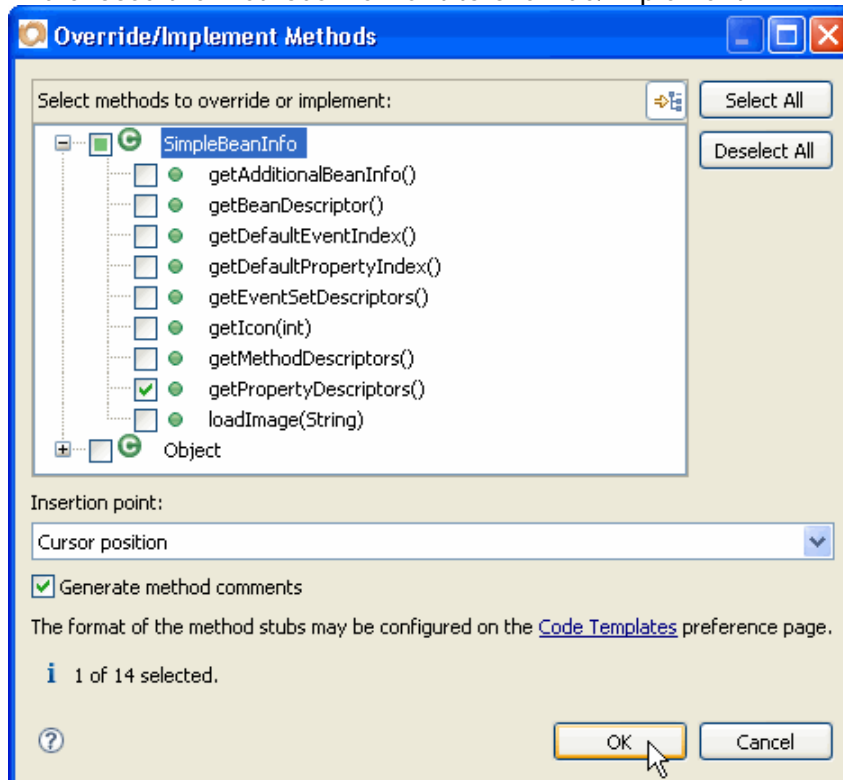 Override/Implement Methods
Select methods to override or implement:
Select All
Deselect All
SimpleBeanInfo
getAdditionalBeanInfo()
getBeanDescriptor()
getDefaultEventIndex()
getDefaultPropertyIndex()
getEventSetDescriptors()
getIcon(int)
getMethodDescriptors()
getPropertyDescriptors()
loadImage(String)
Object
Insertion point:
Cursor position
Generate method comments
The format of the method stubs may be configured on the Code Templates preference page.
1 of 14 selected.
OK
Cancel